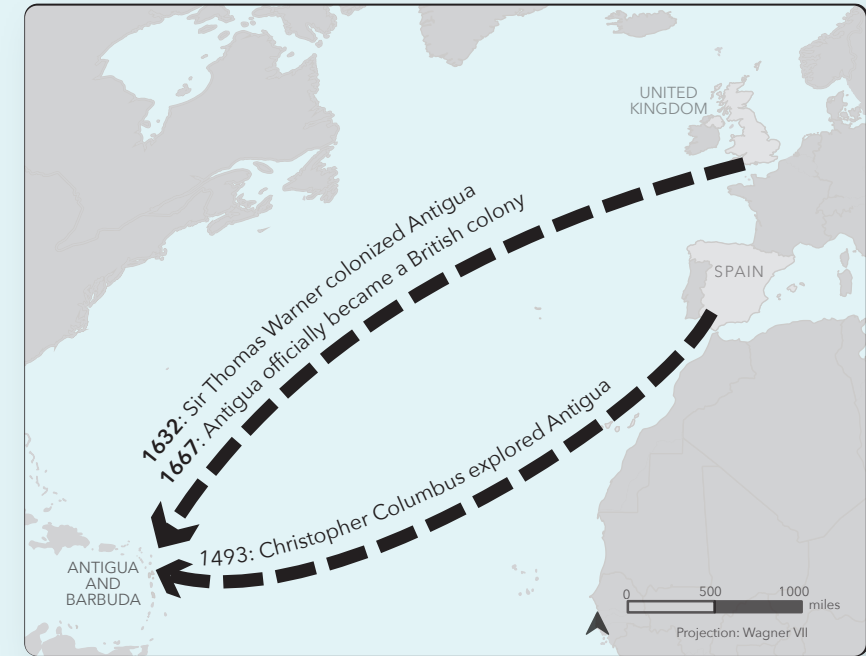 UNITED
KINGDOM
SPAIN
1632: Sir Thomas Warner colonized Antigua
1667: Antigua officially became a British colony
1493: Christopher Columbus explored Antigua
ANTIGUA
AND
BARBUDA
0 500 1000
miles
Projection: Wagner VII